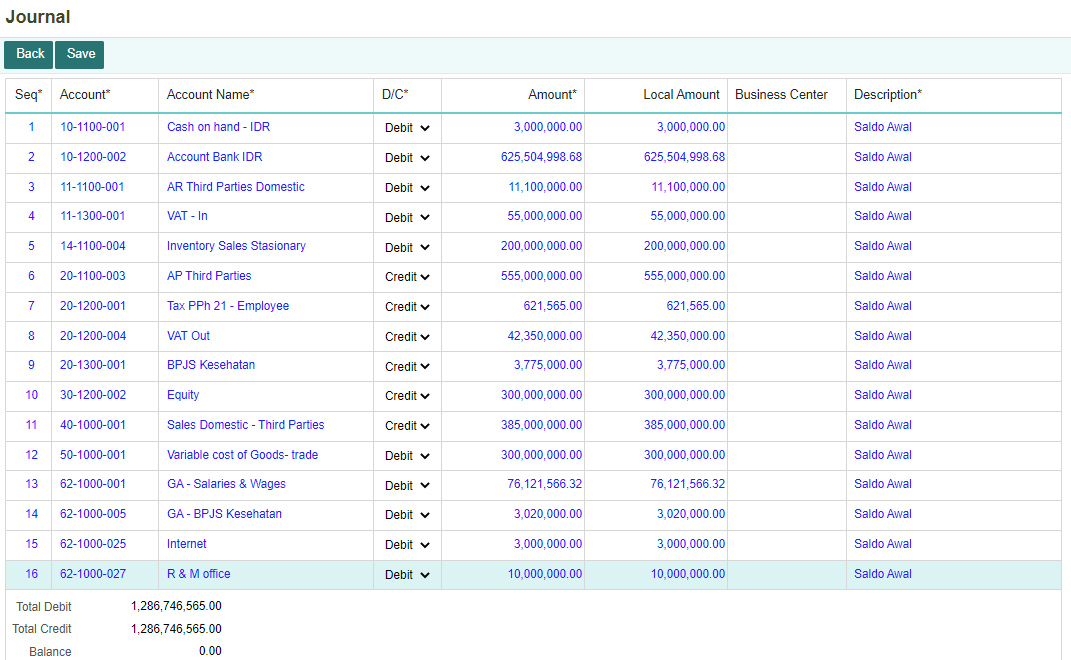 Journal
Back Save
Seq* Account* Account Name* D/C* Amount* Local Amount Business Center Description*
1 10-1100-001 Cash on hand - IDR Debit 3,000,000.00 3,000,000.00 Saldo Awal
2 10-1200-002 Account Bank IDR Debit 625,504,998.68 625,504,998.68 Saldo Awal
3 11-1100-001 AR Third Parties Domestic Debit 11,100,000.00 11,100,000.00 Saldo Awal
4 11-1300-001 VAT - In Debit 55,000,000.00 55,000,000.00 Saldo Awal
5 14-1100-004 Inventory Sales Stasionary Debit 200,000,000.00 200,000,000.00 Saldo Awal
6 20-1100-003 AP Third Parties Credit 555,000,000.00 555,000,000.00 Saldo Awal
7 20-1200-001 Tax PPh 21 - Employee Credit 621,565.00 621,565.00 Saldo Awal
8 20-1200-004 VAT Out Credit 42,350,000.00 42,350,000.00 Saldo Awal
9 20-1300-001 BPJS Kesehatan Credit 3,775,000.00 3,775,000.00 Saldo Awal
10 30-1200-002 Equity Credit 300,000,000.00 300,000,000.00 Saldo Awal
11 40-1000-001 Sales Domestic - Third Parties Credit 385,000,000.00 385,000,000.00 Saldo Awal
12 50-1000-001 Variable cost of Goods- trade Debit 300,000,000.00 300,000,000.00 Saldo Awal
13 62-1000-001 GA - Salaries & Wages Debit 76,121,566.32 76,121,566.32 Saldo Awal
14 62-1000-005 GA - BPJS Kesehatan Debit 3,020,000.00 3,020,000.00 Saldo Awal
15 62-1000-025 Internet Debit 3,000,000.00 3,000,000.00 Saldo Awal
16 62-1000-027 R & M office Debit 10,000,000.00 10,000,000.00 Saldo Awal
Total Debit 1,286,746,565.00
Total Credit 1,286,746,565.00
Balance 0.00